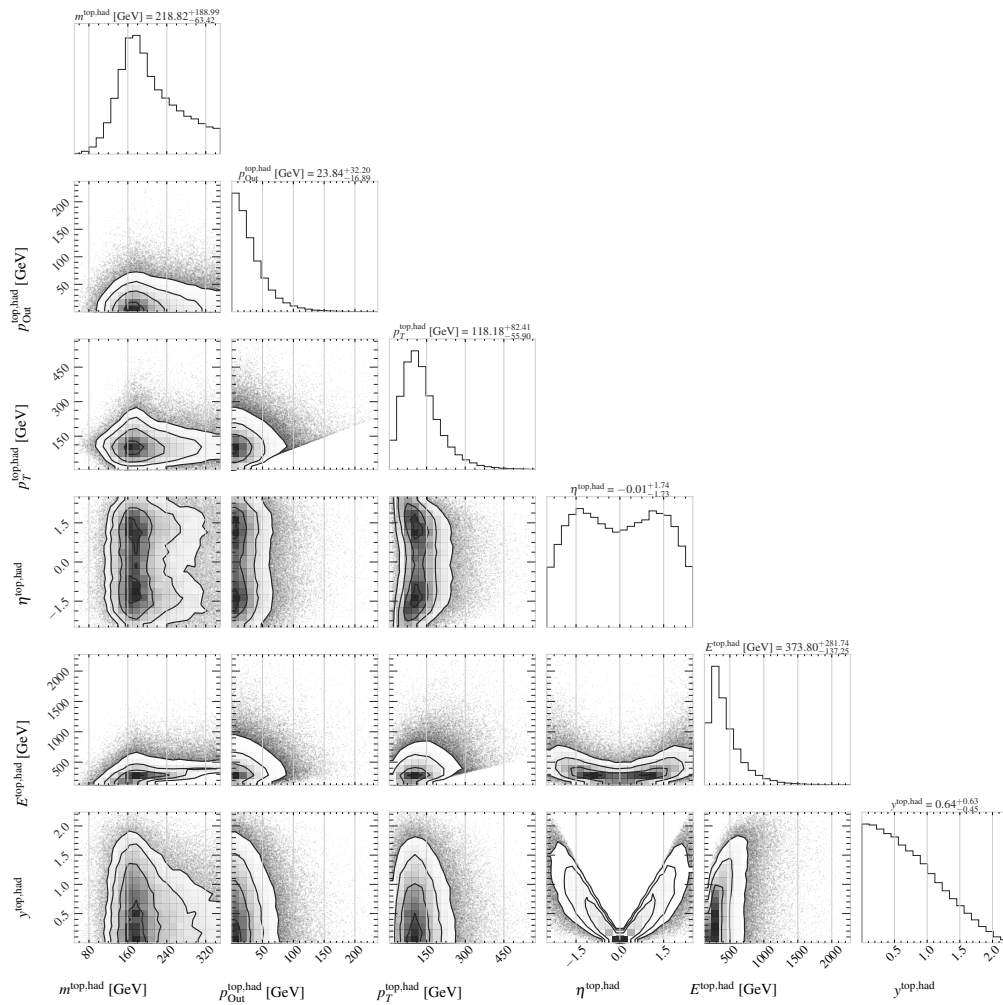 m^top,had [GeV] = 218.82 +188.99 −63.42
p_Out^top,had [GeV] = 23.84 +32.20 −16.89
200
150
100
50
p_Out^top,had [GeV]
p_T^top,had [GeV] = 118.18 +82.41 −55.90
450
300
150
p_T^top,had [GeV]
η^top,had = −0.01 +1.74 −1.73
1.5
0.0
−1.5
η^top,had
E^top,had [GeV] = 373.80 +281.74 −137.25
2000
1500
1000
500
E^top,had [GeV]
y^top,had = 0.64 +0.63 −0.45
2.0
1.5
1.0
0.5
y^top,had
80 160 240 320 50 100 150 200 150 300 450 −1.5 0.0 1.5 500 1000 1500 2000 0.5 1.0 1.5 2.0
m^top,had [GeV] p_Out^top,had [GeV] p_T^top,had [GeV] η^top,had E^top,had [GeV] y^top,had